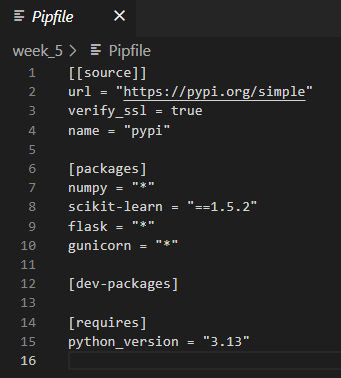 Pipfile
week_5 > Pipfile
1 [[source]]
2 url = "https://pypi.org/simple"
3 verify_ssl = true
4 name = "pypi"
5
6 [packages]
7 numpy = "*"
8 scikit-learn = "==1.5.2"
9 flask = "*"
10 gunicorn = "*"
11
12 [dev-packages]
13
14 [requires]
15 python_version = "3.13"
16